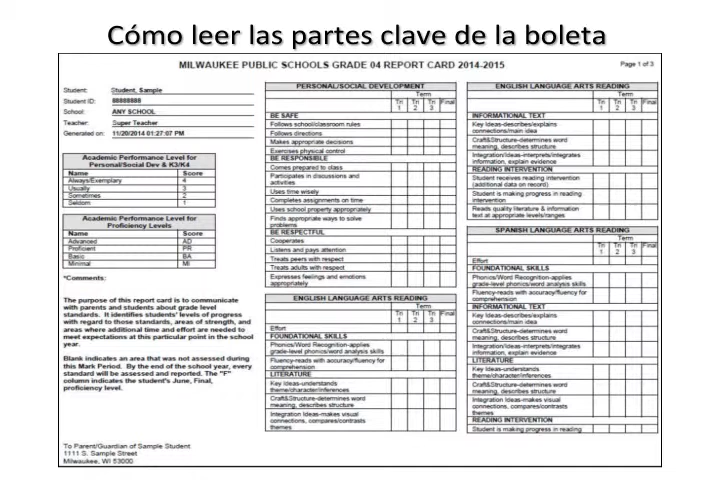 Cómo leer las partes clave de la boleta
MILWAUKEE PUBLIC SCHOOLS GRADE 04 REPORT CARD 2014-2015
Page 1 of 3
Student: Student, Sample
Student ID: 88888888
School: ANY SCHOOL
Teacher: Super Teacher
Generated on: 11/20/2014 01:27:07 PM
Academic Performance Level for
Personal/Social Dev & K3/K4
Name Score
Always/Exemplary 4
Usually 3
Sometimes 2
Seldom 1
Academic Performance Level for
Proficiency Levels
Name Score
Advanced AD
Proficient PR
Basic BA
Minimal MI
*Comments:
The purpose of this report card is to communicate
with parents and students about grade level
standards. It identifies students' levels of progress
with regard to those standards, areas of strength, and
areas where additional time and effort are needed to
meet expectations at this particular point in the school
year.
Blank indicates an area that was not assessed during
this Mark Period. By the end of the school year, every
standard will be assessed and reported. The "F"
column indicates the student's June, Final,
proficiency level.
To Parent/Guardian of Sample Student
1111 S. Sample Street
Milwaukee, WI 53000
PERSONAL/SOCIAL DEVELOPMENT
Term
Tri Tri Tri Final
1 2 3
BE SAFE
Follows school/classroom rules
Follows directions
Makes appropriate decisions
Exercises physical control
BE RESPONSIBLE
Comes prepared to class
Participates in discussions and
activities
Uses time wisely
Completes assignments on time
Uses school property appropriately
Finds appropriate ways to solve
problems
BE RESPECTFUL
Cooperates
Listens and pays attention
Treats peers with respect
Treats adults with respect
Expresses feelings and emotions
appropriately
ENGLISH LANGUAGE ARTS READING
Term
Tri Tri Tri Final
1 2 3
Effort
FOUNDATIONAL SKILLS
Phonics/Word Recognition-applies
grade-level phonics/word analysis skills
Fluency-reads with accuracy/fluency for
comprehension
LITERATURE
Key Ideas-understands
theme/character/inferences
Craft&Structure-determines word
meaning, describes structure
Integration Ideas-makes visual
connections, compares/contrasts
themes
ENGLISH LANGUAGE ARTS READING
Term
Tri Tri Tri Final
1 2 3
INFORMATIONAL TEXT
Key Ideas-describes/explains
connections/main idea
Craft&Structure-determines word
meaning, describes structure
Integration/Ideas-interprets/integrates
information, explain evidence
READING INTERVENTION
Student receives reading intervention
(additional data on record)
Student is making progress in reading
intervention
Reads quality literature & information
text at appropriate levels/ranges
SPANISH LANGUAGE ARTS READING
Term
Tri Tri Tri Final
1 2 3
Effort
FOUNDATIONAL SKILLS
Phonics/Word Recognition-applies
grade-level phonics/word analysis skills
Fluency-reads with accuracy/fluency for
comprehension
INFORMATIONAL TEXT
Key Ideas-describes/explains
connections/main idea
Craft&Structure-determines word
meaning, describes structure
Integration/Ideas-interprets/integrates
information, explain evidence
LITERATURE
Key Ideas-understands
theme/character/inferences
Craft&Structure-determines word
meaning, describes structure
Integration Ideas-makes visual
connections, compares/contrasts
themes
READING INTERVENTION
Student is making progress in reading